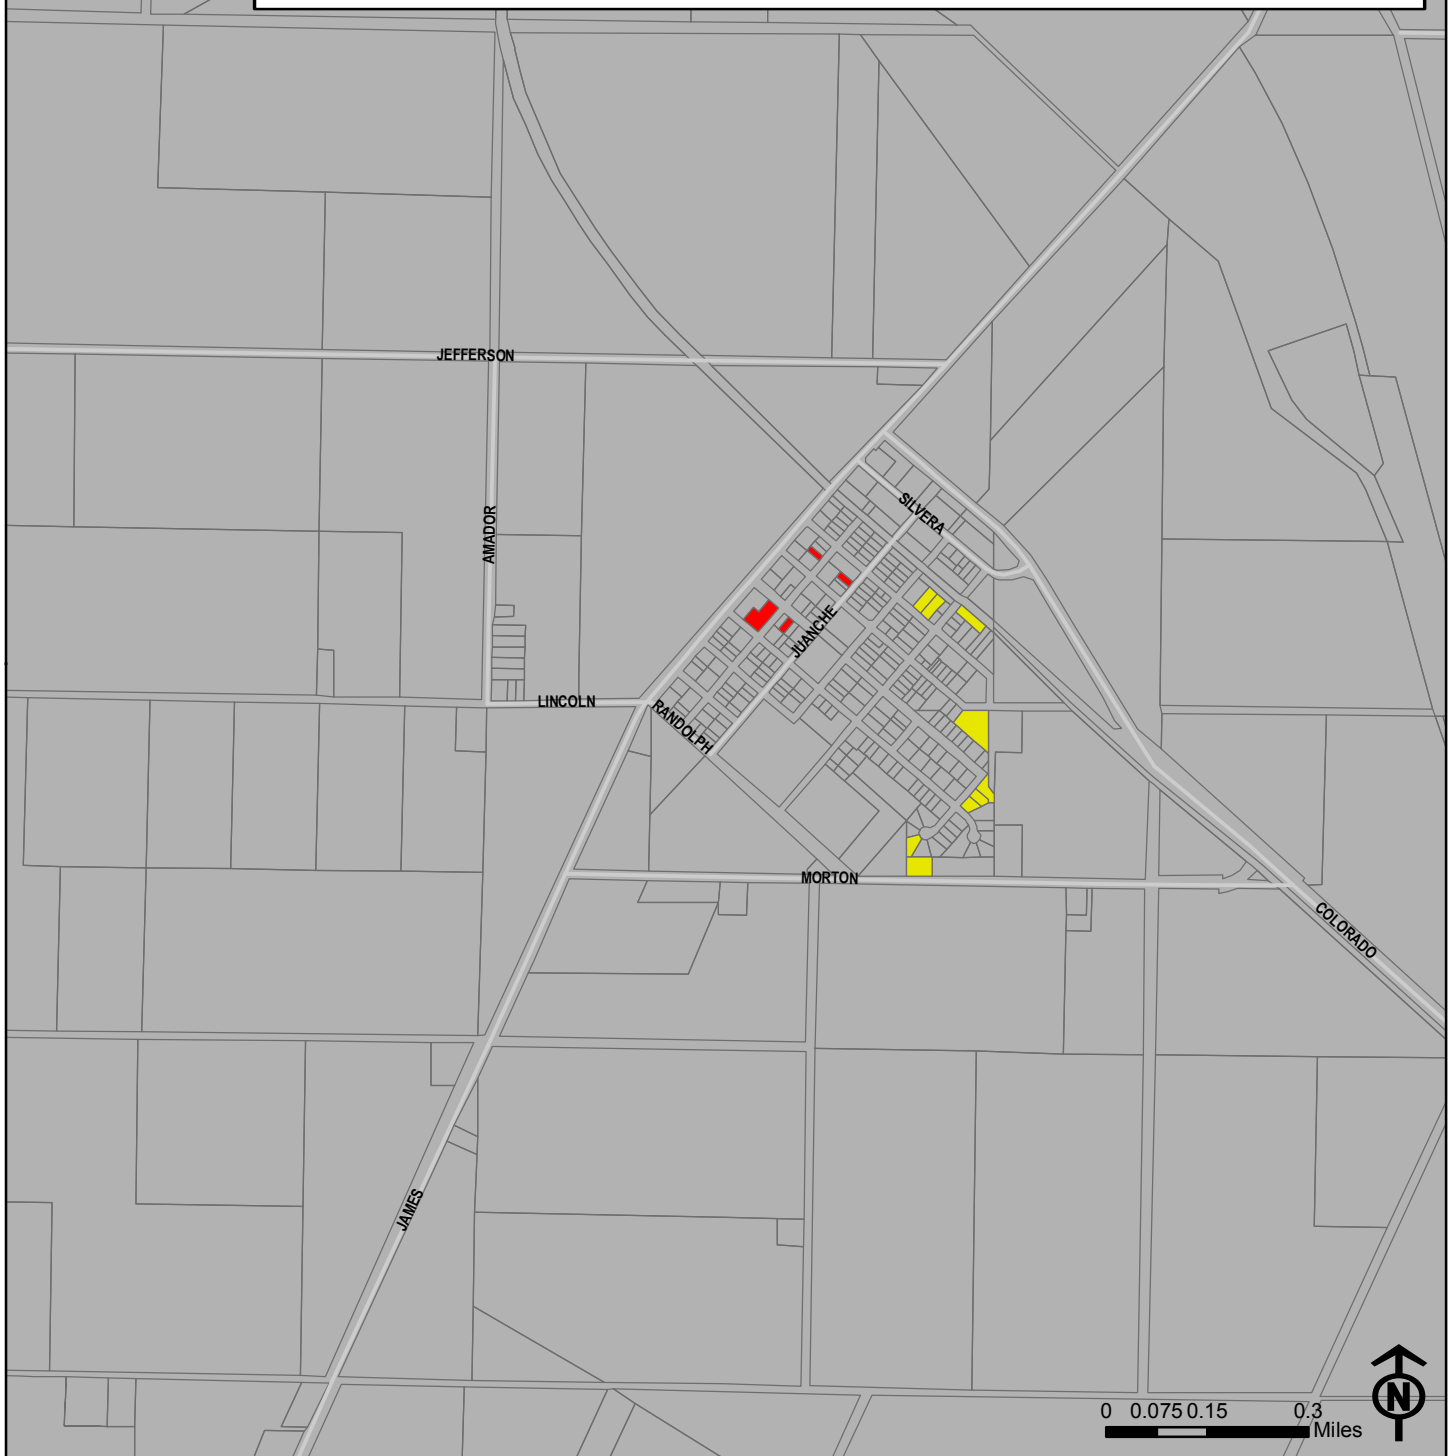 JEFFERSON
SILVERA
AMADOR
JUANCHE
LINCOLN
RANDOLPH
MORTON
COLORADO
JAMES
N
0 0.075 0.15 0.3
Miles